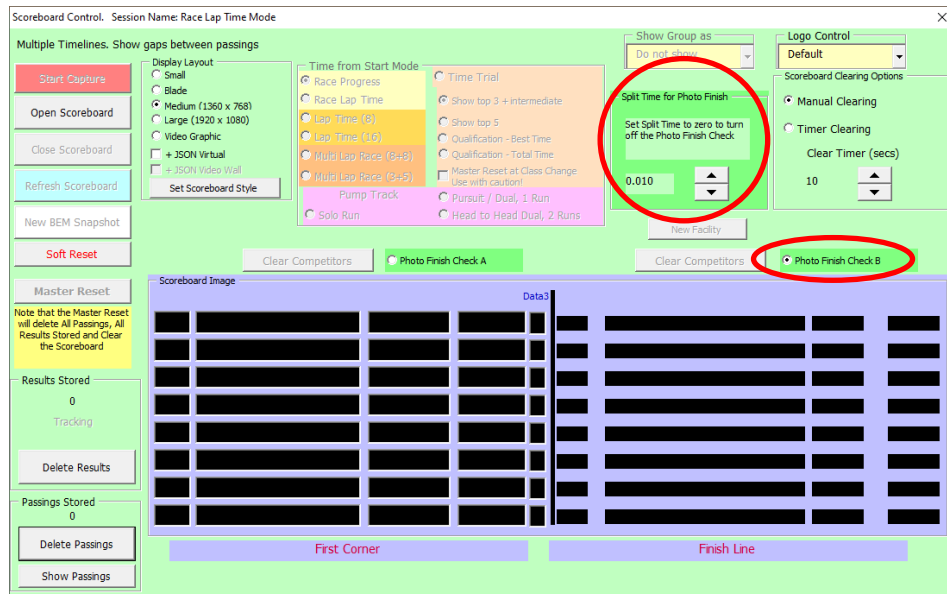 Scoreboard Control.  Session Name: Race Lap Time Mode
Multiple Timelines. Show gaps between passings
Start Capture
Open Scoreboard
Close Scoreboard
Refresh Scoreboard
New BEM Snapshot
Soft Reset
Master Reset
Note that the Master Reset
will delete All Passings, All
Results Stored and Clear
the Scoreboard
Results Stored
0
Tracking
Delete Results
Passings Stored
0
Delete Passings
Show Passings
Display Layout
Small
Blade
Medium (1360 x 768)
Large (1920 x 1080)
Video Graphic
+ JSON Virtual
+ JSON Video Wall
Set Scoreboard Style
Time from Start Mode
Race Progress
Race Lap Time
Lap Time (8)
Lap Time (16)
Multi Lap Race (8+8)
Multi Lap Race (3+5)
Time Trial
Show top 3 + intermediate
Show top 5
Qualification - Best Time
Qualification - Total Time
Master Reset at Class Change
Use with caution!
Pump Track
Solo Run
Pursuit / Dual, 1 Run
Head to Head Dual, 2 Runs
Show Group as
Do not show
Split Time for Photo Finish
Set Split Time to zero to turn
off the Photo Finish Check
0.010
New Facility
Logo Control
Default
Scoreboard Clearing Options
Manual Clearing
Timer Clearing
Clear Timer (secs)
10
Clear Competitors
Photo Finish Check A
Clear Competitors
Photo Finish Check B
Scoreboard Image
Data3
First Corner
Finish Line